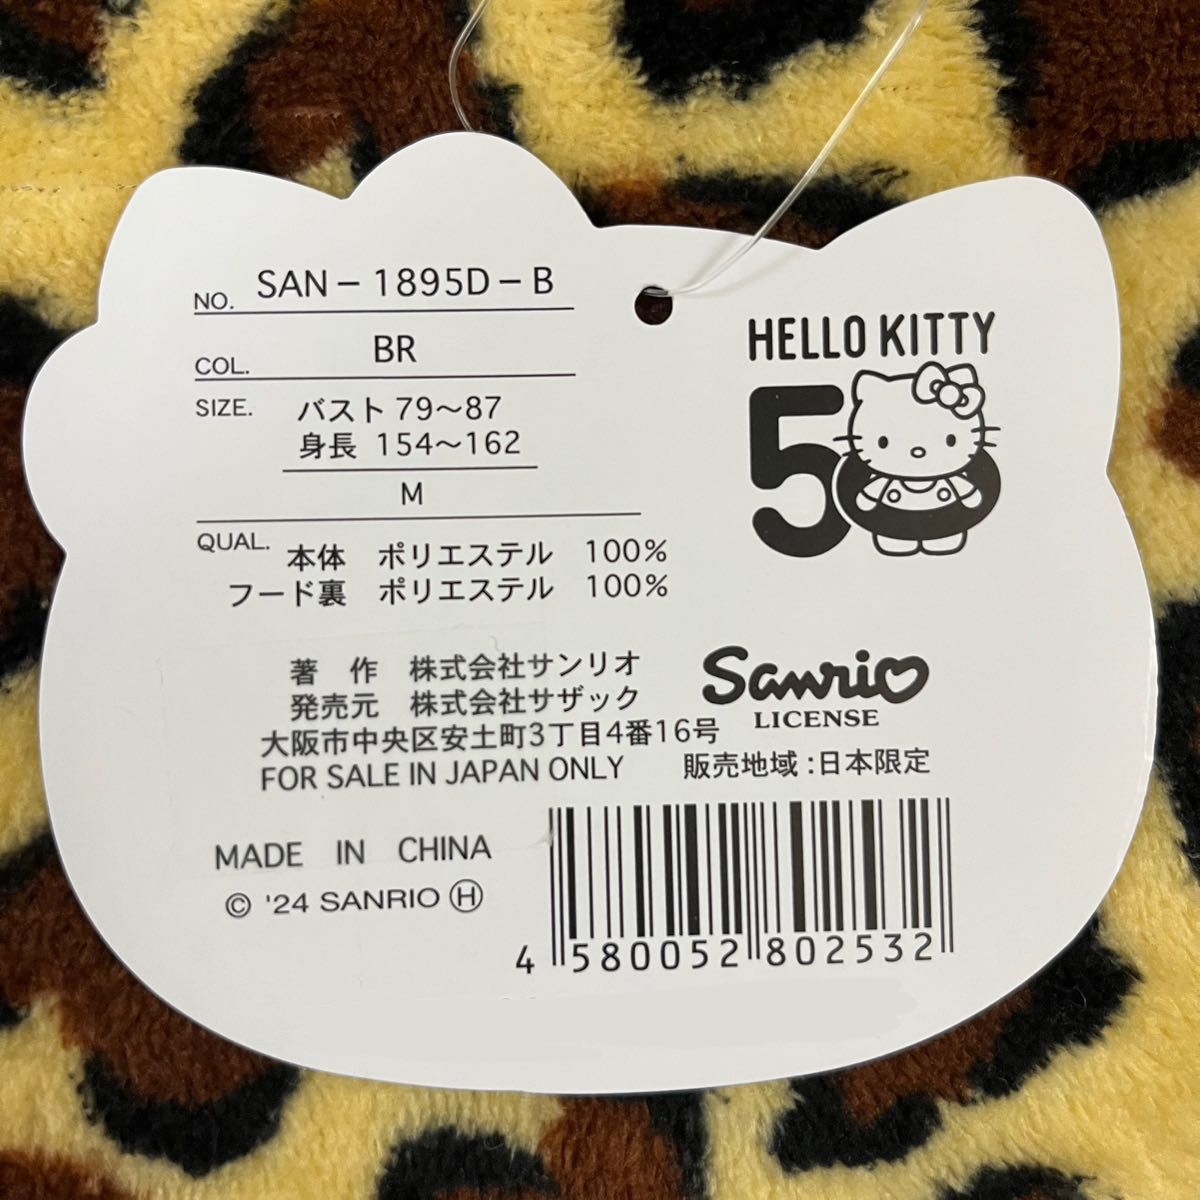 NO. SAN-1895D-B
COL. BR
SIZE. バスト 79～87
身長 154～162
M
QUAL. 本体 ポリエステル 100%
フード裏 ポリエステル 100%
HELLO KITTY
50
著作 株式会社サンリオ
発売元 株式会社サザック
大阪市中央区安土町3丁目4番16号
FOR SALE IN JAPAN ONLY 販売地域:日本限定
Sanrio
LICENSE
MADE IN CHINA
© '24 SANRIO Ⓗ
4 580052 802532